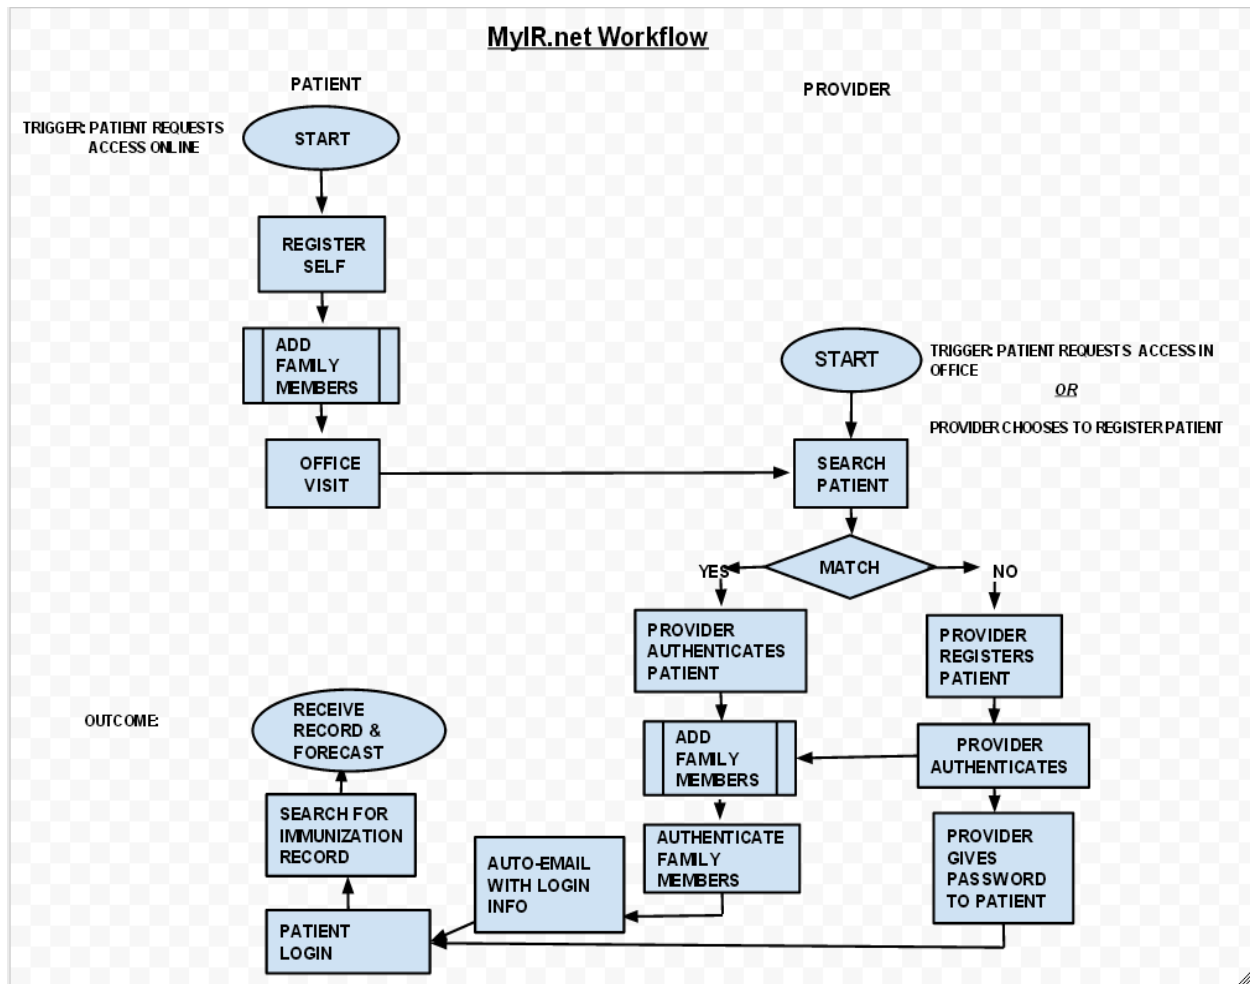 MyIR.net Workflow
PATIENT
PROVIDER
TRIGGER: PATIENT REQUESTS
ACCESS ONLINE
START
REGISTER
SELF
ADD
FAMILY
MEMBERS
OFFICE
VISIT
START
TRIGGER: PATIENT REQUESTS ACCESS IN
OFFICE
OR
PROVIDER CHOOSES TO REGISTER PATIENT
SEARCH
PATIENT
MATCH
YES
NO
PROVIDER
AUTHENTICATES
PATIENT
PROVIDER
REGISTERS
PATIENT
ADD
FAMILY
MEMBERS
PROVIDER
AUTHENTICATES
AUTHENTICATE
FAMILY
MEMBERS
PROVIDER
GIVES
PASSWORD
TO PATIENT
AUTO-EMAIL
WITH LOGIN
INFO
OUTCOME:
RECEIVE
RECORD &
FORECAST
SEARCH FOR
IMMUNIZATION
RECORD
PATIENT
LOGIN